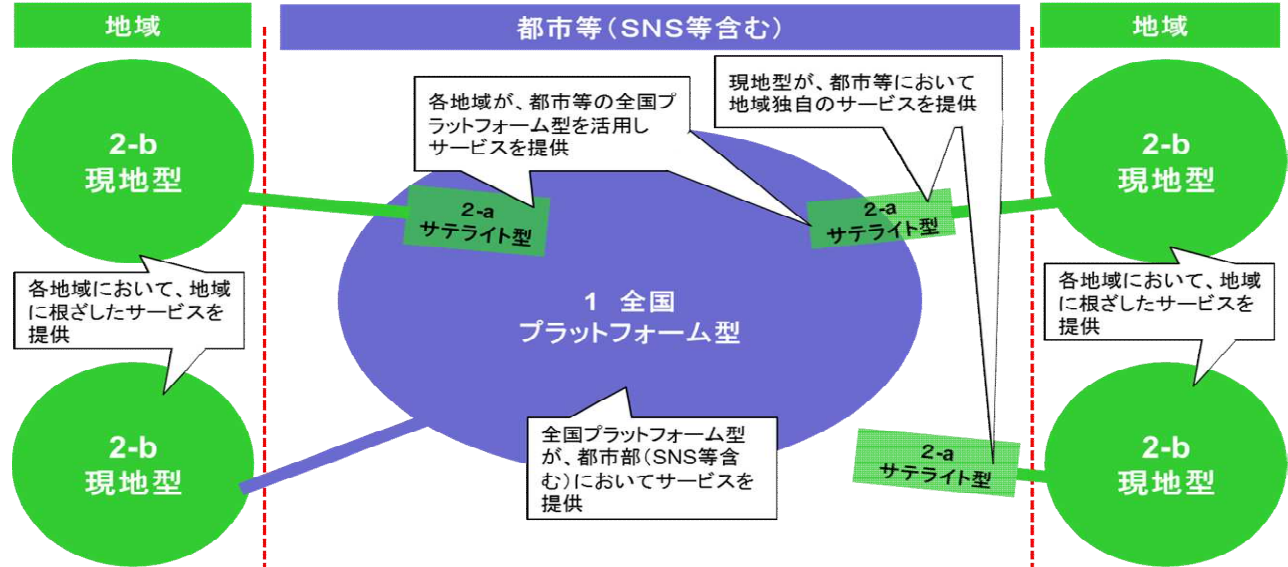 地域
都市等(SNS等含む)
地域
2-b
現地型
各地域が、都市等の全国プ
ラットフォーム型を活用し
サービスを提供
現地型が、都市等において
地域独自のサービスを提供
2-b
現地型
2-a
サテライト型
2-a
サテライト型
各地域において、地域
に根ざしたサービスを
提供
1 全国
プラットフォーム型
各地域において、地域
に根ざしたサービスを
提供
2-b
現地型
全国プラットフォーム型
が、都市部(SNS等含
む)においてサービスを
提供
2-a
サテライト型
2-b
現地型